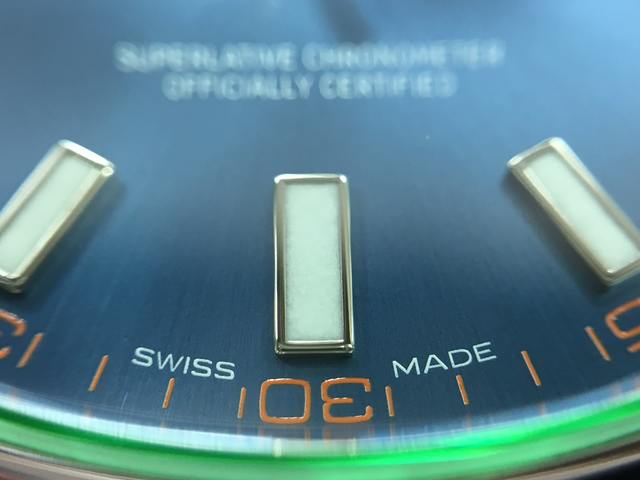 SUPERLATIVE CHRONOMETER
OFFICIALLY CERTIFIED
SWISS 30 MADE